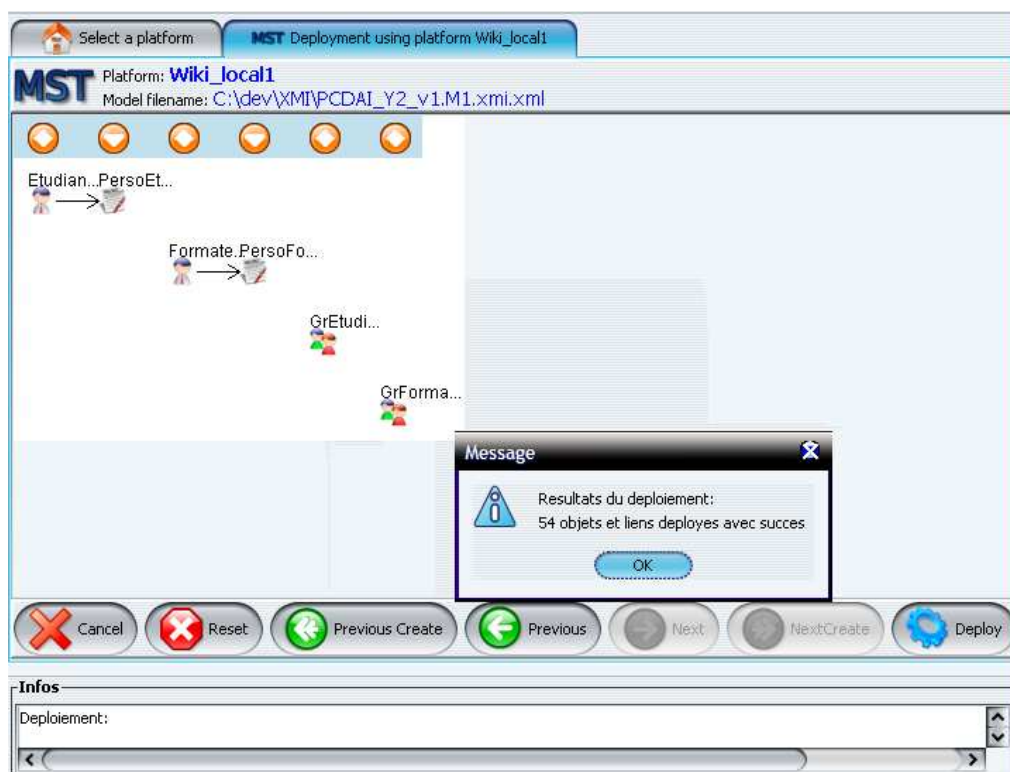 Select a platform
MST Deployment using platform Wiki_local1
MST
Platform: Wiki_local1
Model filename: C:\dev\XMI\PCDAI_Y2_v1.M1.xmi.xml
Etudian...PersoEt...
Formate.PersoFo...
GrEtudi...
GrForma...
Message
Resultats du deploiement:
54 objets et liens deployes avec succes
OK
Cancel
Reset
Previous Create
Previous
Next
NextCreate
Deploy
Infos
Deploiement: